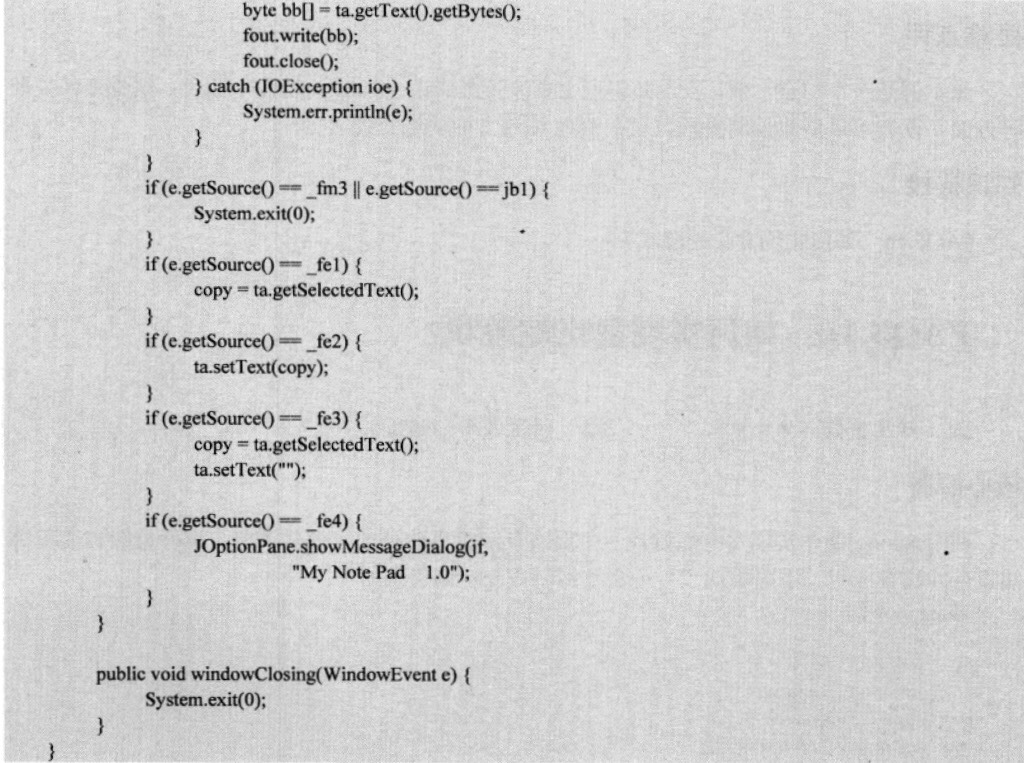 byte bb[] = ta.getText().getBytes();
fout.write(bb);
fout.close();
} catch (IOException ioe) {
System.err.println(e);
}
}
if (e.getSource() == _fm3 || e.getSource() == jb1) {
System.exit(0);
}
if (e.getSource() == _fe1) {
copy = ta.getSelectedText();
}
if (e.getSource() == _fe2) {
ta.setText(copy);
}
if (e.getSource() == _fe3) {
copy = ta.getSelectedText();
ta.setText("");
}
if (e.getSource() == _fe4) {
JOptionPane.showMessageDialog(jf,
"My Note Pad 1.0");
}
}
public void windowClosing(WindowEvent e) {
System.exit(0);
}
}